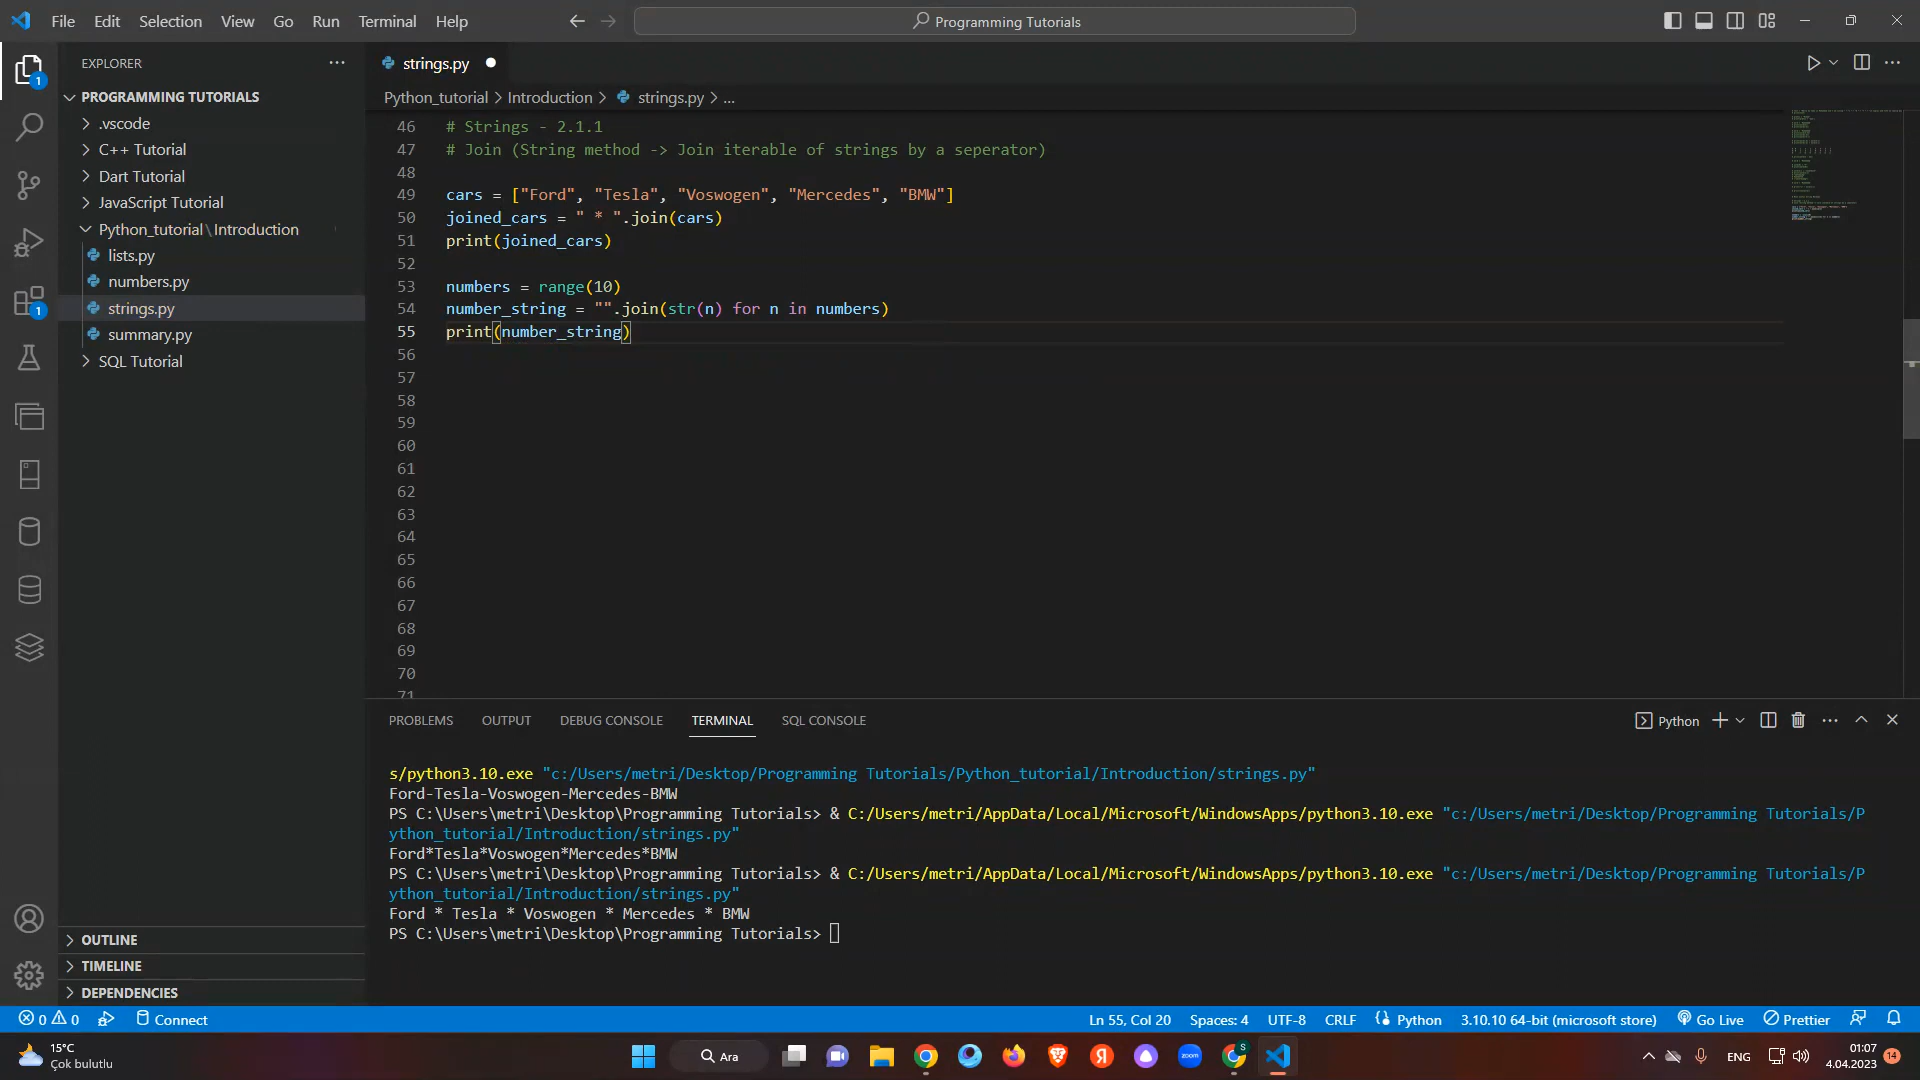 File Edit Selection View Go Run Terminal Help
Programming Tutorials
EXPLORER
strings.py
PROGRAMMING TUTORIALS
.vscode
C++ Tutorial
Dart Tutorial
JavaScript Tutorial
Python_tutorial\Introduction
lists.py
numbers.py
strings.py
summary.py
SQL Tutorial
OUTLINE
TIMELINE
DEPENDENCIES
1
1
Python_tutorial > Introduction > strings.py > ...
46 # Strings - 2.1.1
47 # Join (String method -> Join iterable of strings by a seperator)
48
49 cars = ["Ford", "Tesla", "Voswogen", "Mercedes", "BMW"]
50 joined_cars = " * ".join(cars)
51 print(joined_cars)
52
53 numbers = range(10)
54 number_string = "".join(str(n) for n in numbers)
55 print(number_string)
56
57
58
59
60
61
62
63
64
65
66
67
68
69
70
71
PROBLEMS OUTPUT DEBUG CONSOLE TERMINAL SQL CONSOLE
Python
s/python3.10.exe "c:/Users/metri/Desktop/Programming Tutorials/Python_tutorial/Introduction/strings.py"
Ford-Tesla-Voswogen-Mercedes-BMW
PS C:\Users\metri\Desktop\Programming Tutorials> & C:/Users/metri/AppData/Local/Microsoft/WindowsApps/python3.10.exe "c:/Users/metri/Desktop/Programming Tutorials/P
ython_tutorial/Introduction/strings.py"
Ford*Tesla*Voswogen*Mercedes*BMW
PS C:\Users\metri\Desktop\Programming Tutorials> & C:/Users/metri/AppData/Local/Microsoft/WindowsApps/python3.10.exe "c:/Users/metri/Desktop/Programming Tutorials/P
ython_tutorial/Introduction/strings.py"
Ford * Tesla * Voswogen * Mercedes * BMW
PS C:\Users\metri\Desktop\Programming Tutorials>
0 0 Connect
Ln 55, Col 20 Spaces: 4 UTF-8 CRLF Python 3.10.10 64-bit (microsoft store) Go Live Prettier
15°C
Çok bulutlu
Ara
zoom
S
ENG
01:07
4.04.2023
14